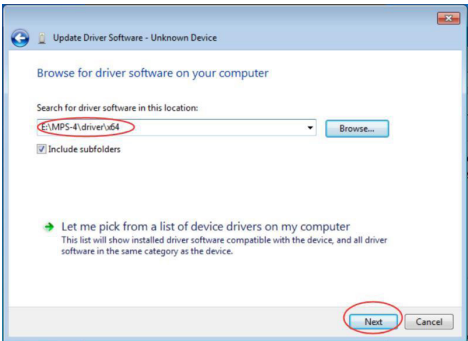 Update Driver Software - Unknown Device
Browse for driver software on your computer
Search for driver software in this location:
E:\MPS-4\driver\x64
Browse...
Include subfolders
Let me pick from a list of device drivers on my computer
This list will show installed driver software compatible with the device, and all driver
software in the same category as the device.
Next Cancel